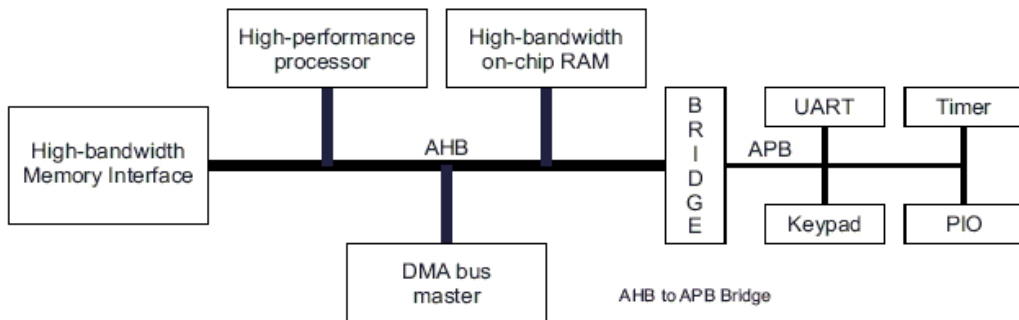 High-performance
processor
High-bandwidth
on-chip RAM
High-bandwidth
Memory Interface
AHB
B
R
I
D
G
E
APB
UART
Timer
Keypad
PIO
DMA bus
master
AHB to APB Bridge